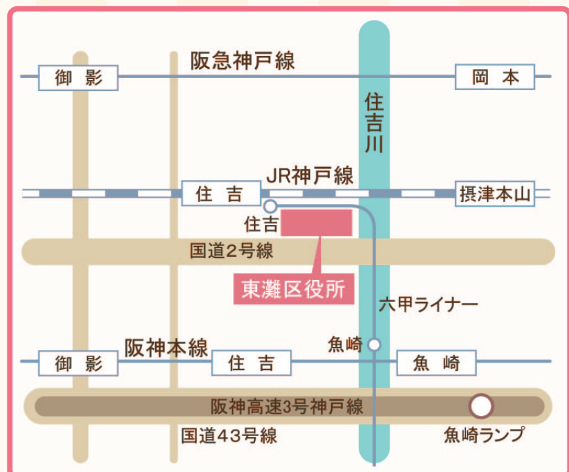 阪急神戸線
御影
岡本
住吉川
JR神戸線
住吉
摂津本山
住吉
国道2号線
東灘区役所
六甲ライナー
魚崎
阪神本線
御影
住吉
魚崎
阪神高速3号神戸線
国道43号線
魚崎ランプ